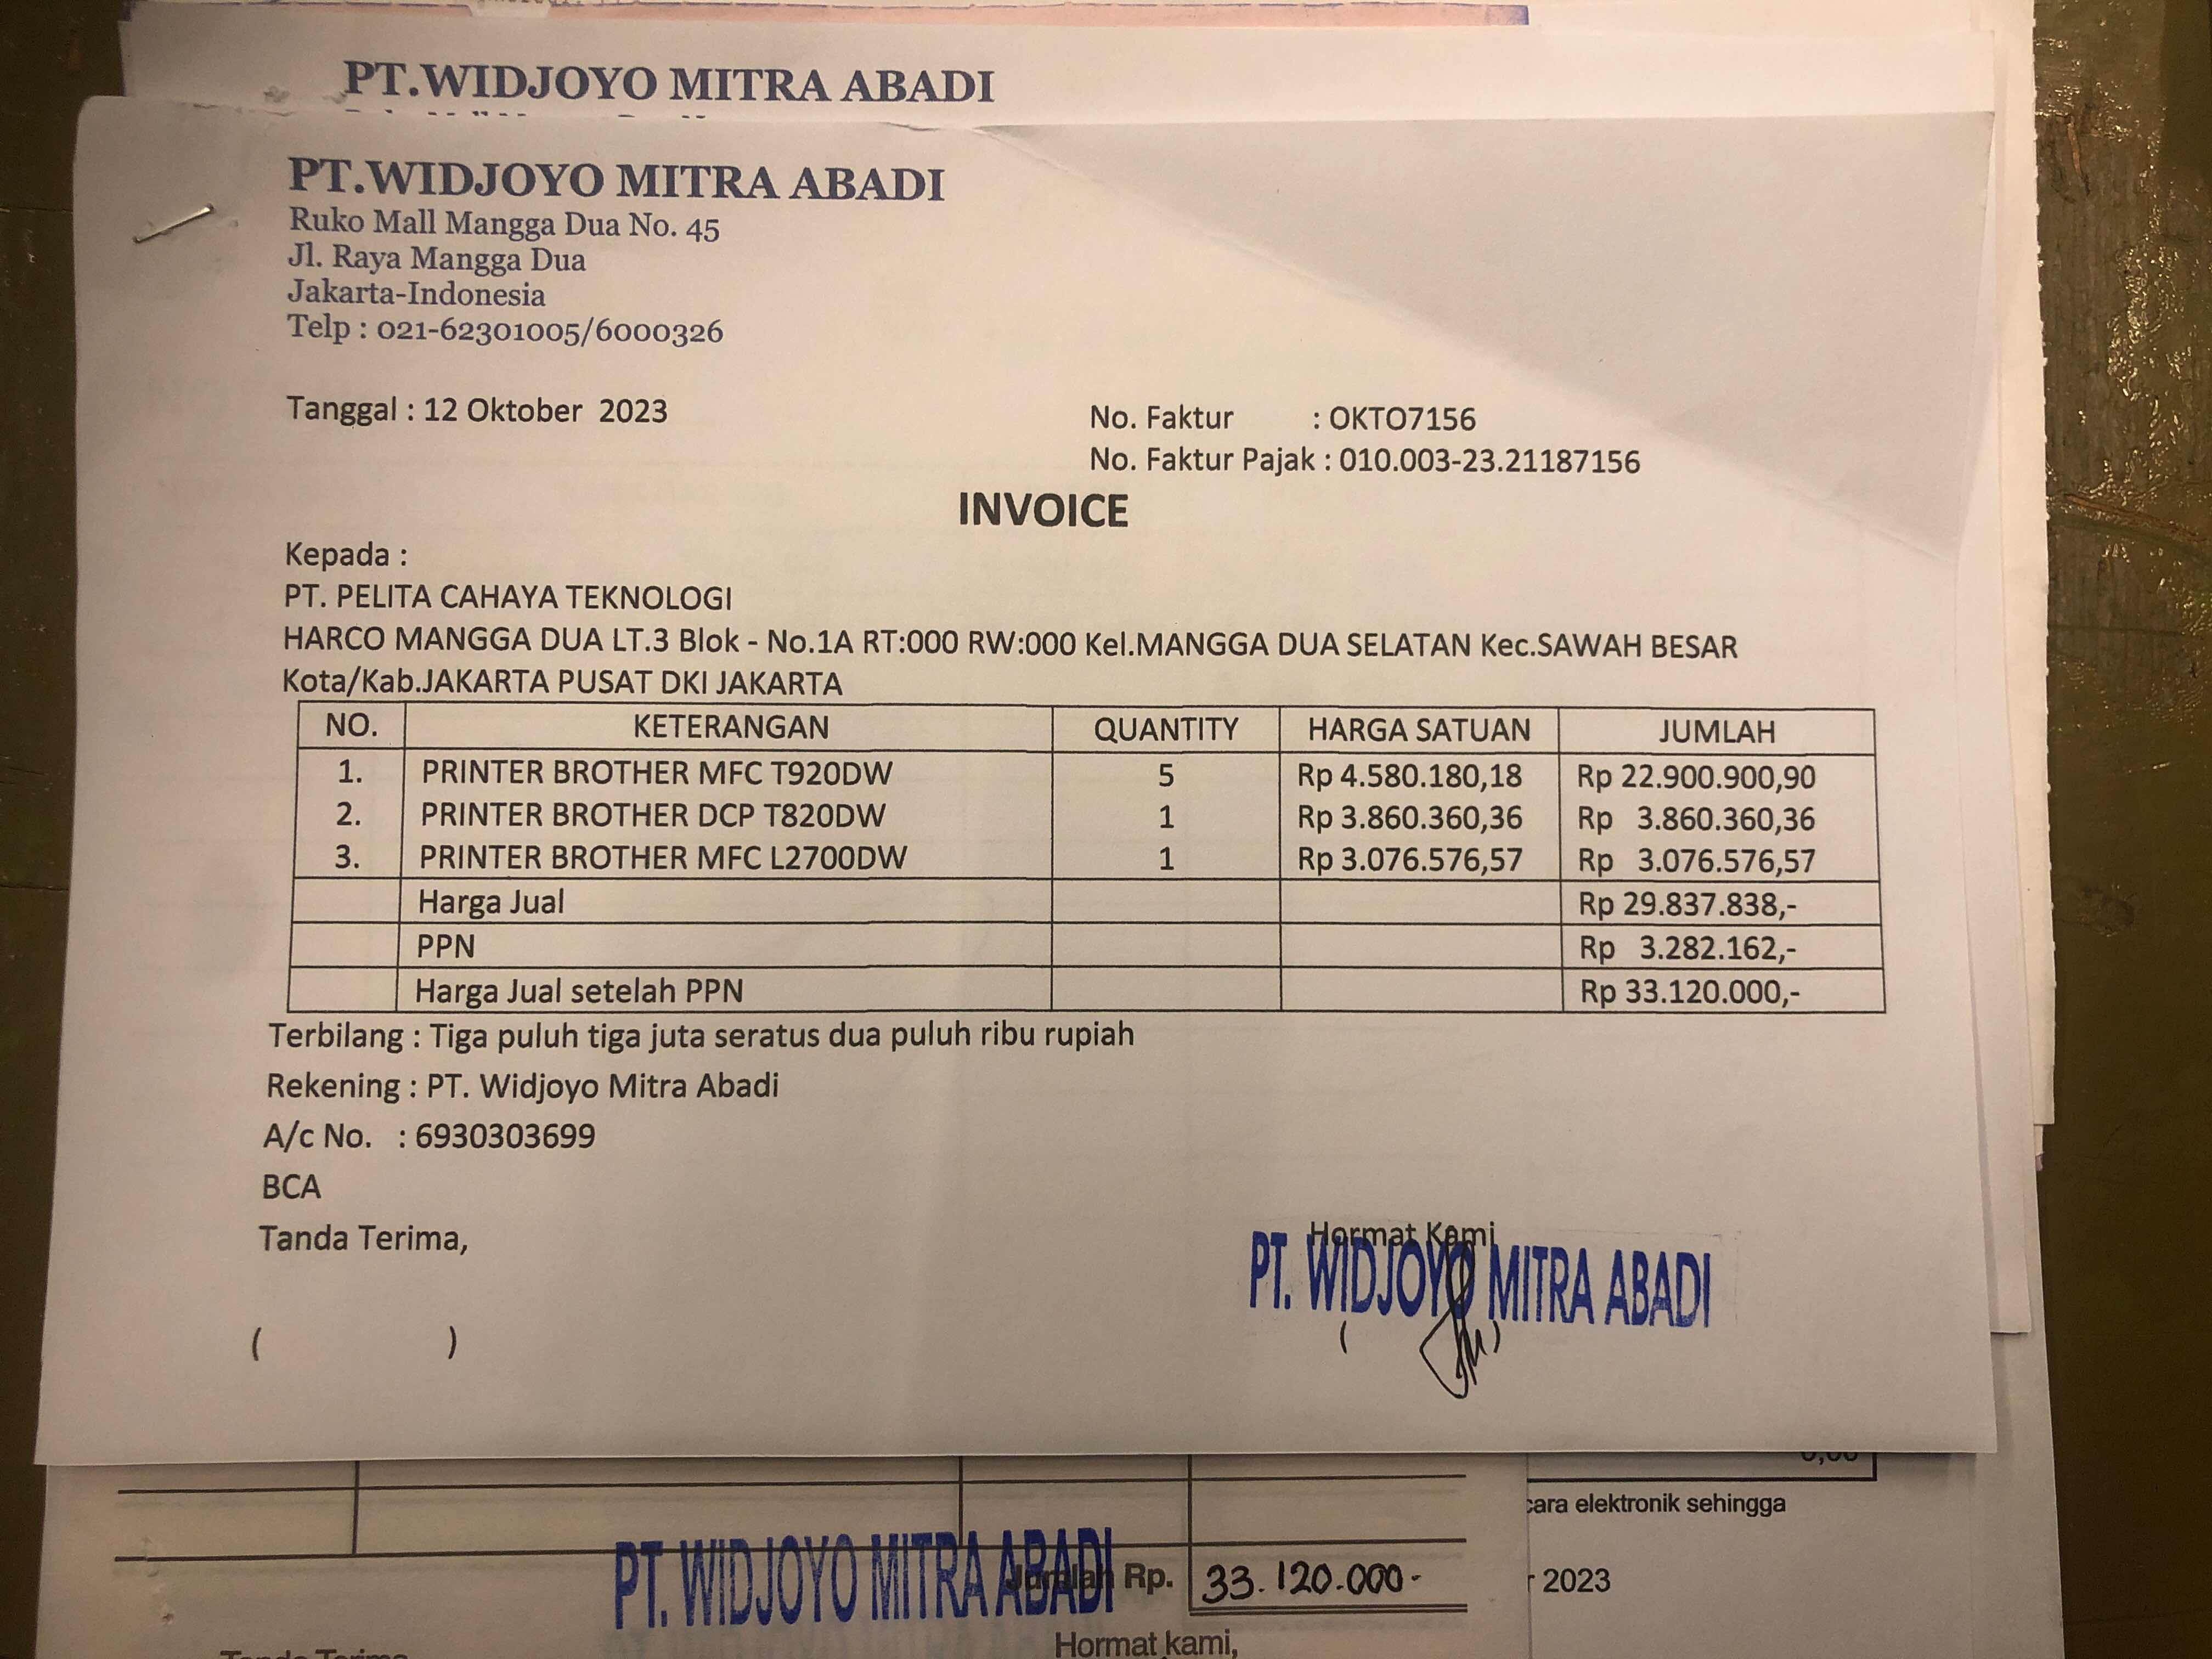 PT.WIDJOYO MITRA ABADI
PT.WIDJOYO MITRA ABADI
Ruko Mall Mangga Dua No. 45
Jl. Raya Mangga Dua
Jakarta-Indonesia
Telp : 021-62301005/6000326
Tanggal : 12 Oktober 2023
No. Faktur : OKTO7156
No. Faktur Pajak : 010.003-23.21187156
INVOICE
Kepada :
PT. PELITA CAHAYA TEKNOLOGI
HARCO MANGGA DUA LT.3 Blok - No.1A RT:000 RW:000 Kel.MANGGA DUA SELATAN Kec.SAWAH BESAR
Kota/Kab.JAKARTA PUSAT DKI JAKARTA
NO. KETERANGAN QUANTITY HARGA SATUAN JUMLAH
1. PRINTER BROTHER MFC T920DW 5 Rp 4.580.180,18 Rp 22.900.900,90
2. PRINTER BROTHER DCP T820DW 1 Rp 3.860.360,36 Rp 3.860.360,36
3. PRINTER BROTHER MFC L2700DW 1 Rp 3.076.576,57 Rp 3.076.576,57
Harga Jual Rp 29.837.838,-
PPN Rp 3.282.162,-
Harga Jual setelah PPN Rp 33.120.000,-
Terbilang : Tiga puluh tiga juta seratus dua puluh ribu rupiah
Rekening : PT. Widjoyo Mitra Abadi
A/c No. : 6930303699
BCA
Tanda Terima,
Hormat Kami
PT. WIDJOYO MITRA ABADI
( )
( )
0,00
cara elektronik sehingga
PT. WIDJOYO MITRA ABADI
Jumlah Rp. 33.120.000-
2023
Hormat kami,
Tanda Terima